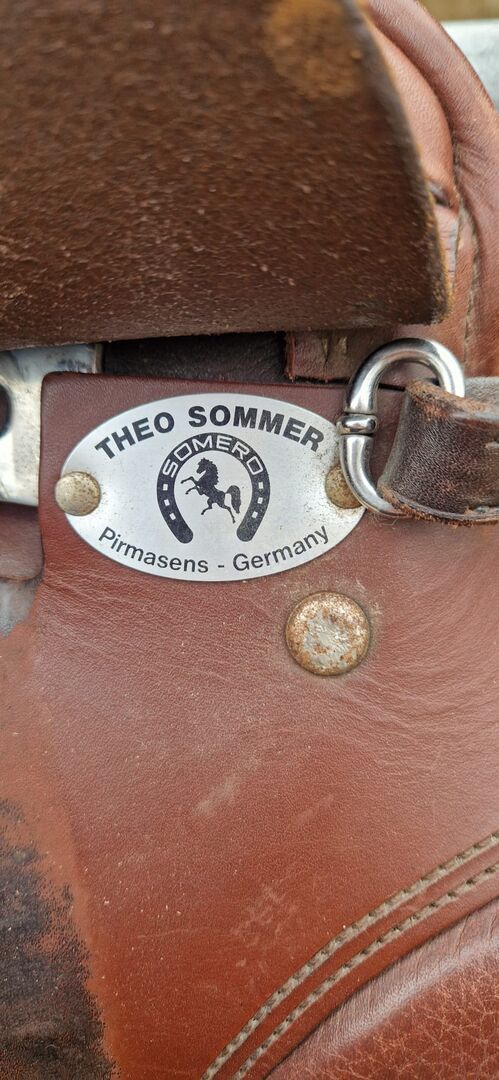 THEO SOMMER
SOMERO
Pirmasens - Germany